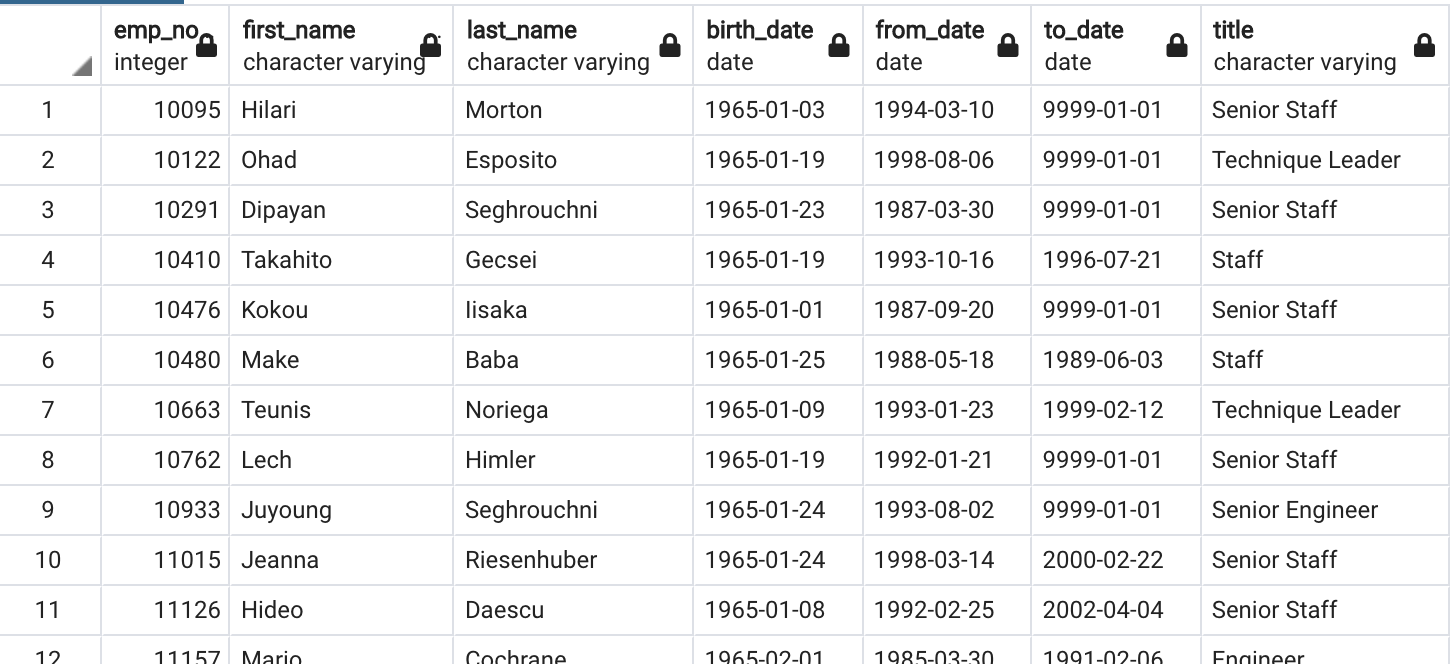 emp_no first_name last_name birth_date from_date to_date title
integer character varying character varying date date date character varying
1 10095 Hilari Morton 1965-01-03 1994-03-10 9999-01-01 Senior Staff
2 10122 Ohad Esposito 1965-01-19 1998-08-06 9999-01-01 Technique Leader
3 10291 Dipayan Seghrouchni 1965-01-23 1987-03-30 9999-01-01 Senior Staff
4 10410 Takahito Gecsei 1965-01-19 1993-10-16 1996-07-21 Staff
5 10476 Kokou Iisaka 1965-01-01 1987-09-20 9999-01-01 Senior Staff
6 10480 Make Baba 1965-01-25 1988-05-18 1989-06-03 Staff
7 10663 Teunis Noriega 1965-01-09 1993-01-23 1999-02-12 Technique Leader
8 10762 Lech Himler 1965-01-19 1992-01-21 9999-01-01 Senior Staff
9 10933 Juyoung Seghrouchni 1965-01-24 1993-08-02 9999-01-01 Senior Engineer
10 11015 Jeanna Riesenhuber 1965-01-24 1998-03-14 2000-02-22 Senior Staff
11 11126 Hideo Daescu 1965-01-08 1992-02-25 2002-04-04 Senior Staff
12 11157 Mario Cochrane 1965-02-01 1985-03-30 1991-02-06 Engineer